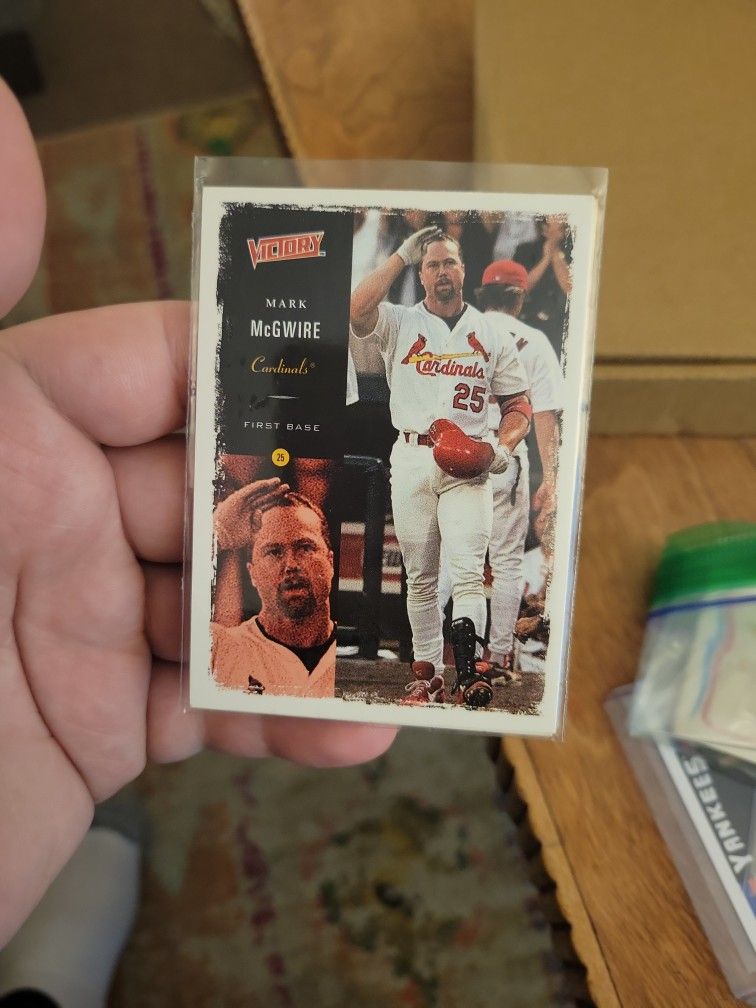 VICTORY
MARK
McGWIRE
Cardinals®
FIRST BASE
25
Cardinals
25
YANKEES